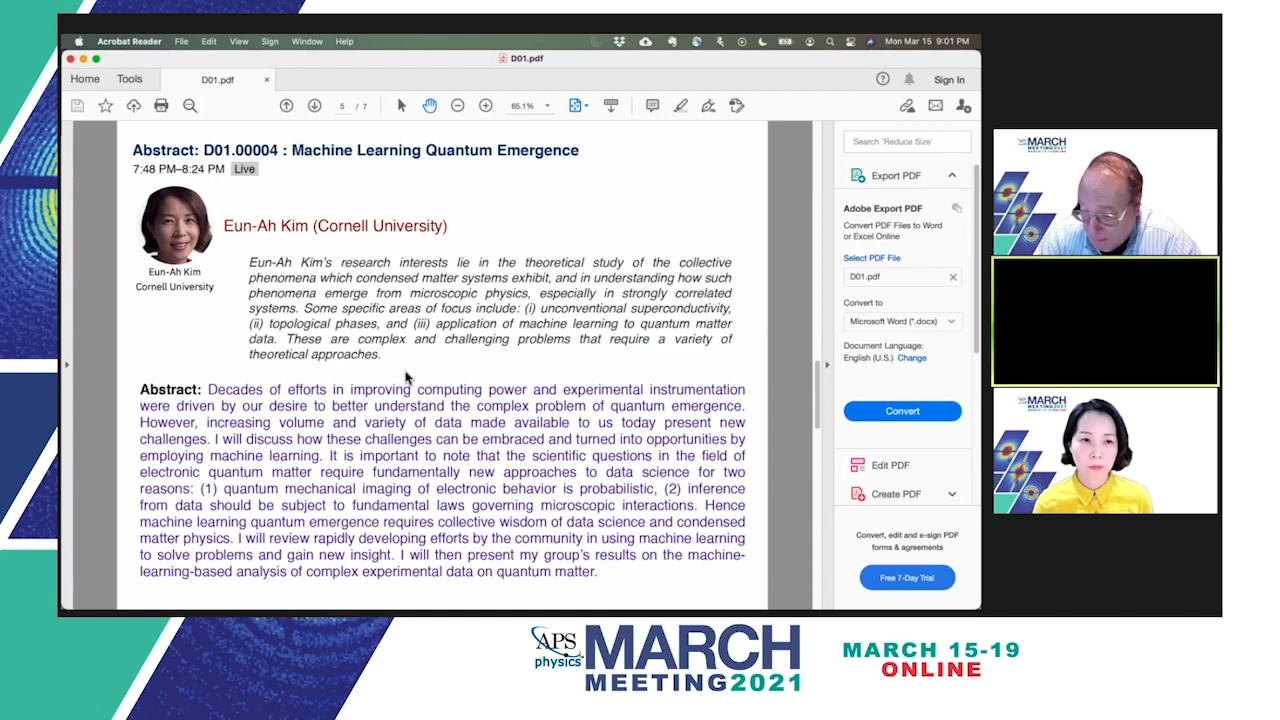 Acrobat Reader File Edit View Sign Window Help Mon Mar 15 9:01 PM
D01.pdf
Home Tools D01.pdf × Sign In
5 / 7 65.1%
Abstract: D01.00004 : Machine Learning Quantum Emergence
7:48 PM–8:24 PM Live
Eun-Ah Kim (Cornell University)
Eun-Ah Kim
Cornell University
Eun-Ah Kim's research interests lie in the theoretical study of the collective
phenomena which condensed matter systems exhibit, and in understanding how such
phenomena emerge from microscopic physics, especially in strongly correlated
systems. Some specific areas of focus include: (i) unconventional superconductivity,
(ii) topological phases, and (iii) application of machine learning to quantum matter
data. These are complex and challenging problems that require a variety of
theoretical approaches.
Abstract: Decades of efforts in improving computing power and experimental instrumentation
were driven by our desire to better understand the complex problem of quantum emergence.
However, increasing volume and variety of data made available to us today present new
challenges. I will discuss how these challenges can be embraced and turned into opportunities by
employing machine learning. It is important to note that the scientific questions in the field of
electronic quantum matter require fundamentally new approaches to data science for two
reasons: (1) quantum mechanical imaging of electronic behavior is probabilistic, (2) inference
from data should be subject to fundamental laws governing microscopic interactions. Hence
machine learning quantum emergence requires collective wisdom of data science and condensed
matter physics. I will review rapidly developing efforts by the community in using machine learning
to solve problems and gain new insight. I will then present my group's results on the machine-
learning-based analysis of complex experimental data on quantum matter.
Search 'Reduce Size'
Export PDF
Adobe Export PDF
Convert PDF Files to Word
or Excel Online
Select PDF File
D01.pdf
Convert to
Microsoft Word (*.docx)
Document Language:
English (U.S.) Change
Convert
Edit PDF
Create PDF
Convert, edit and e-sign PDF
forms & agreements
Free 7-Day Trial
MARCH
MEETING2021
MARCH
MEETING
APS
physics
MARCH
MEETING2021
MARCH 15-19
ONLINE